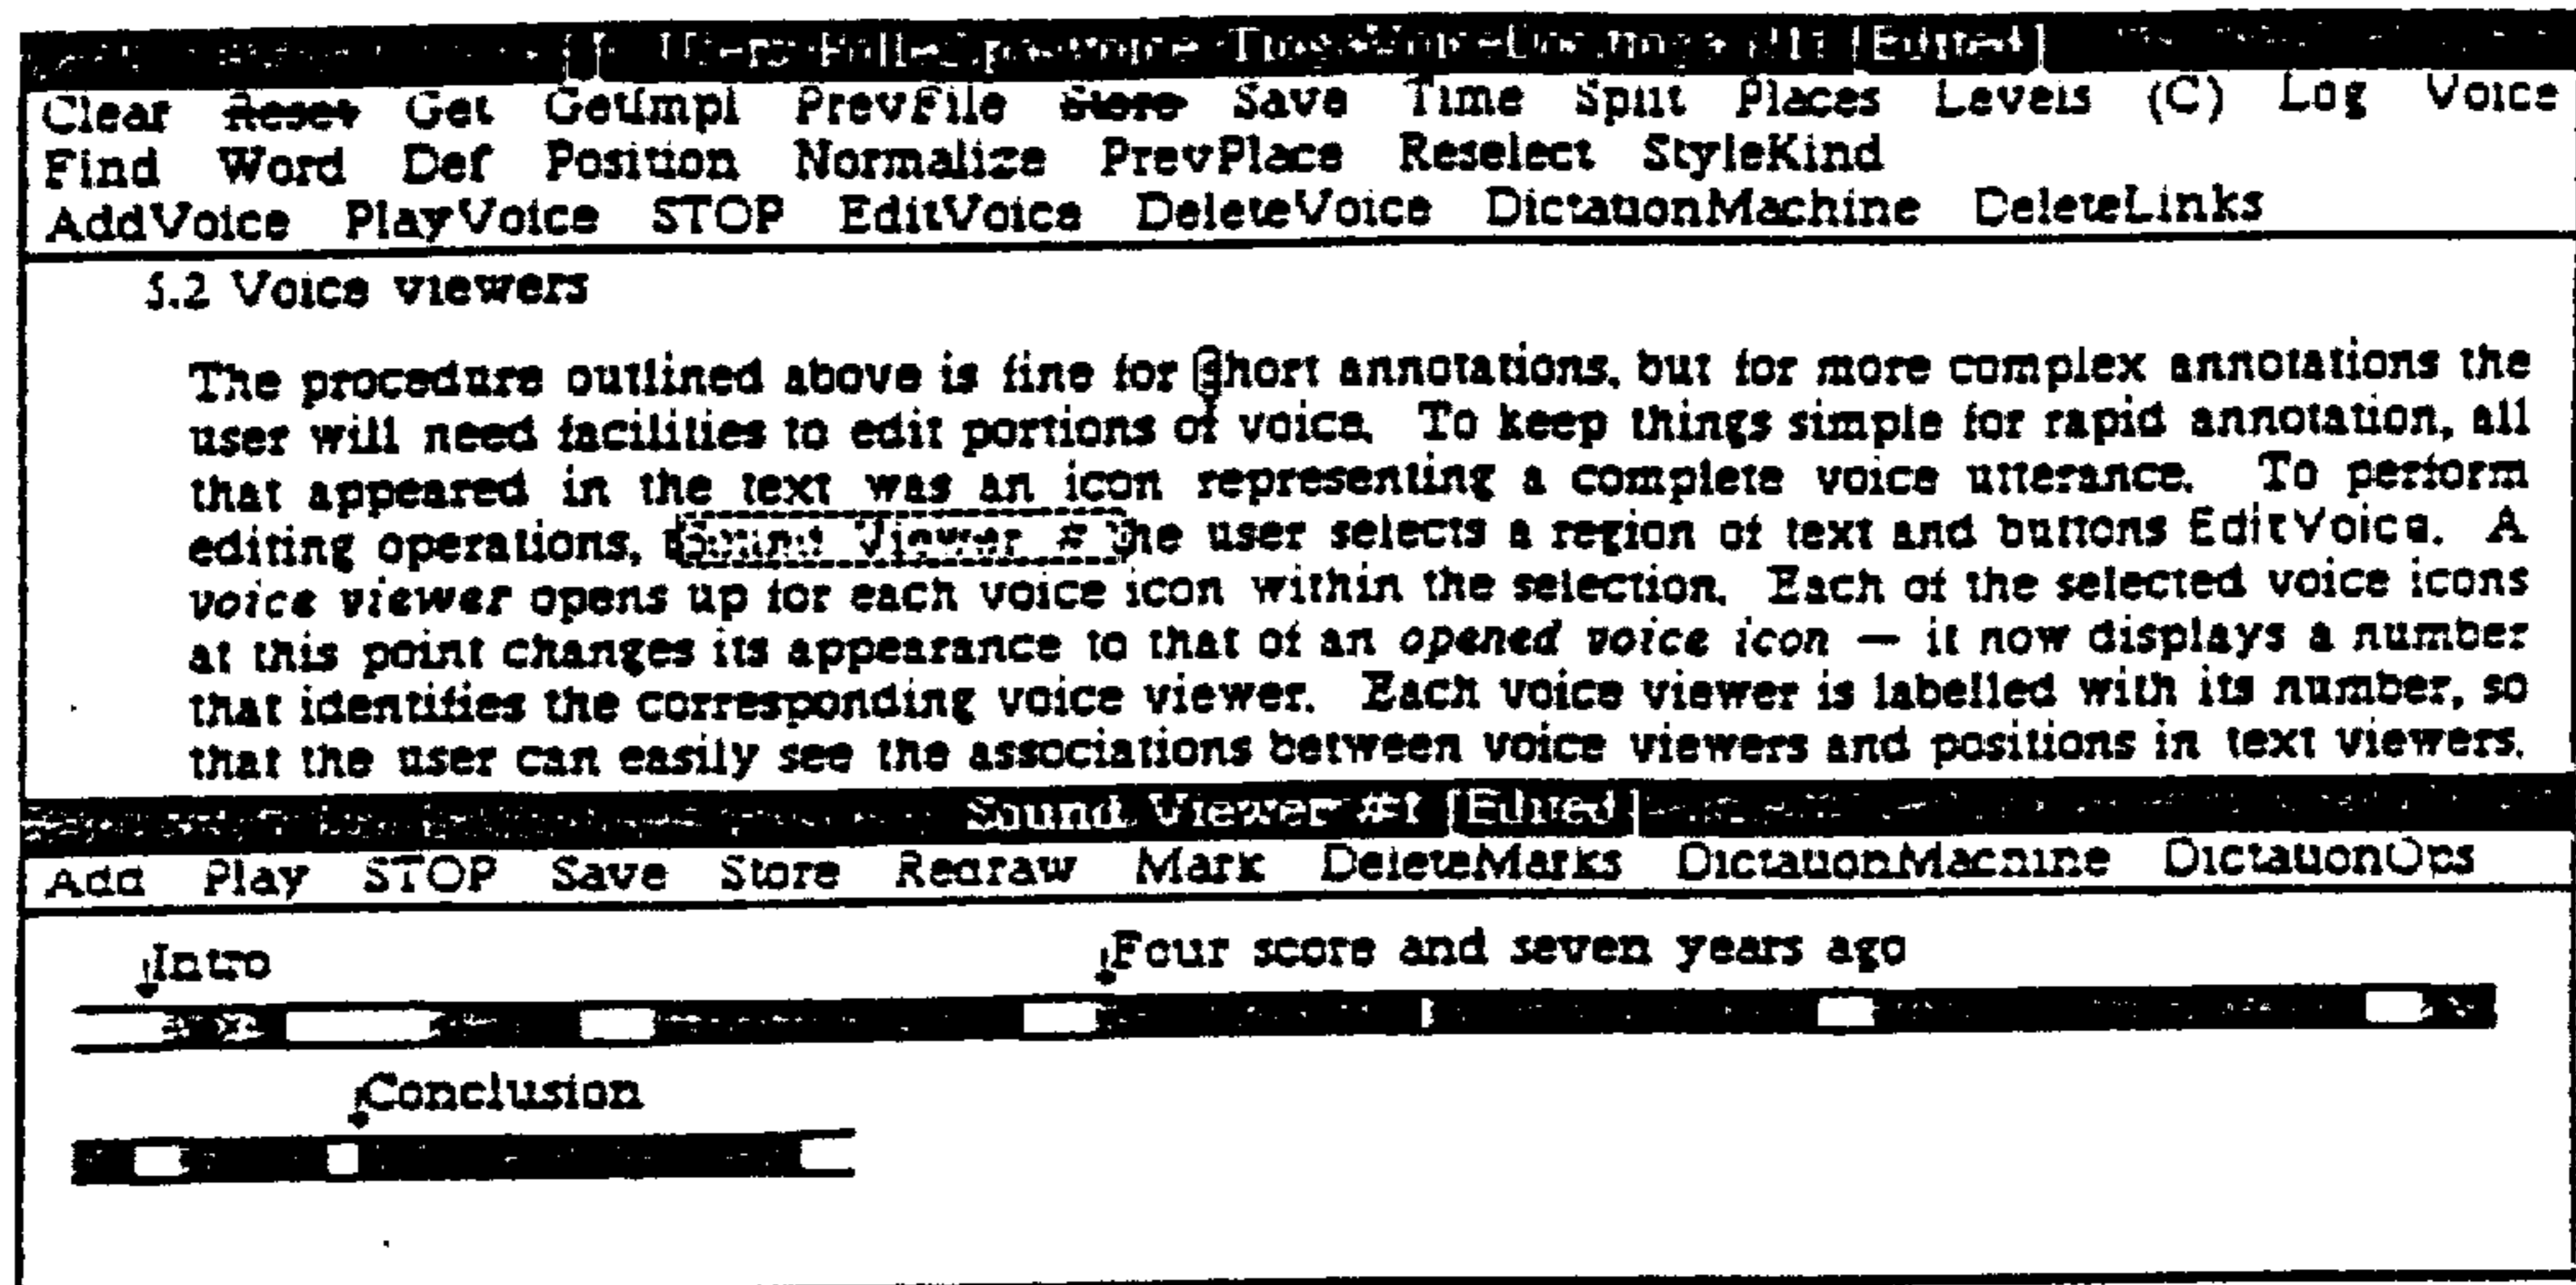 [Edited]
Clear Reset Get GetImpl PrevFile Store Save Time Split Places Levels (C) Log Voice
Find Word Def Position Normalize PrevPlace Reselect StyleKind
AddVoice PlayVoice STOP EditVoice DeleteVoice DictationMachine DeleteLinks
5.2 Voice viewers
The procedure outlined above is fine for short annotations, but for more complex annotations the
user will need facilities to edit portions of voice. To keep things simple for rapid annotation, all
that appeared in the text was an icon representing a complete voice utterance. To perform
editing operations, Sound Viewer # the user selects a region of text and buttons EditVoice. A
voice viewer opens up for each voice icon within the selection. Each of the selected voice icons
at this point changes its appearance to that of an opened voice icon — it now displays a number
that identifies the corresponding voice viewer. Each voice viewer is labelled with its number, so
that the user can easily see the associations between voice viewers and positions in text viewers.
Sound Viewer #1 [Edited]
Add Play STOP Save Store Redraw Mark DeleteMarks DictationMachine DictationOps
Intro Four score and seven years ago
Conclusion